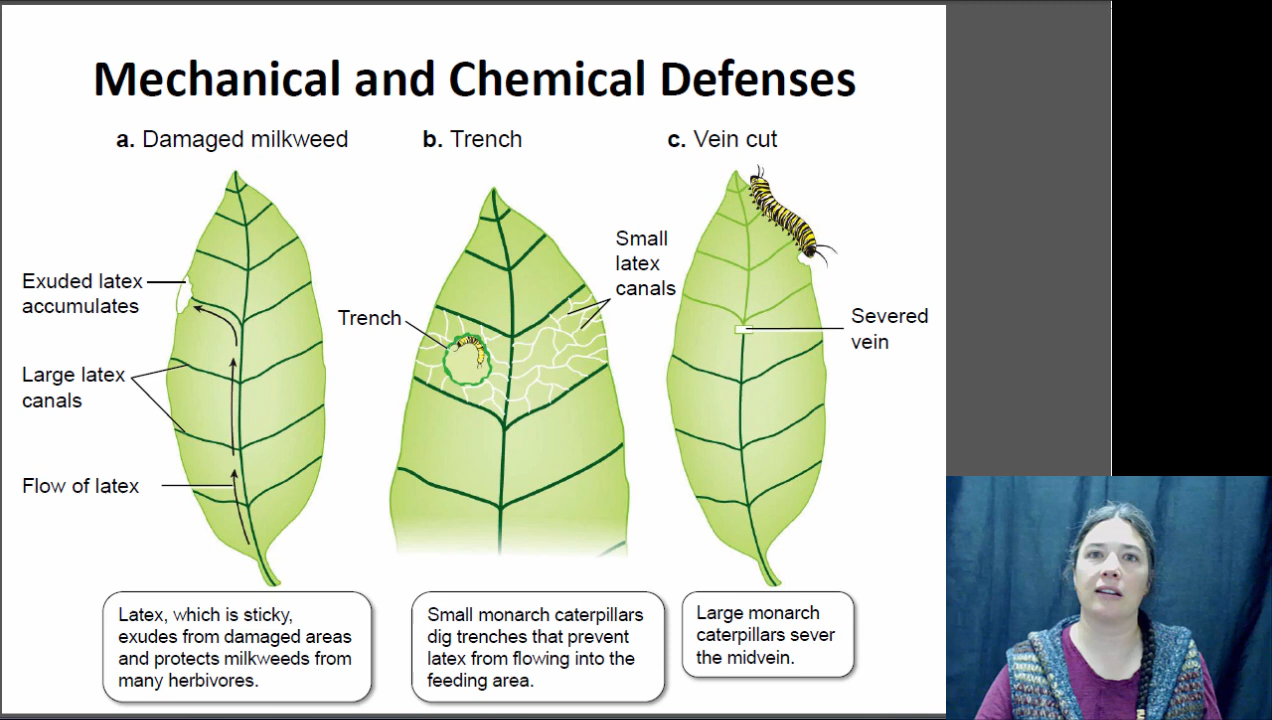 Mechanical and Chemical Defenses
a. Damaged milkweed
b. Trench
c. Vein cut
Exuded latex
accumulates
Large latex
canals
Flow of latex
Trench
Small
latex
canals
Severed
vein
Latex, which is sticky,
exudes from damaged areas
and protects milkweeds from
many herbivores.
Small monarch caterpillars
dig trenches that prevent
latex from flowing into the
feeding area.
Large monarch
caterpillars sever
the midvein.